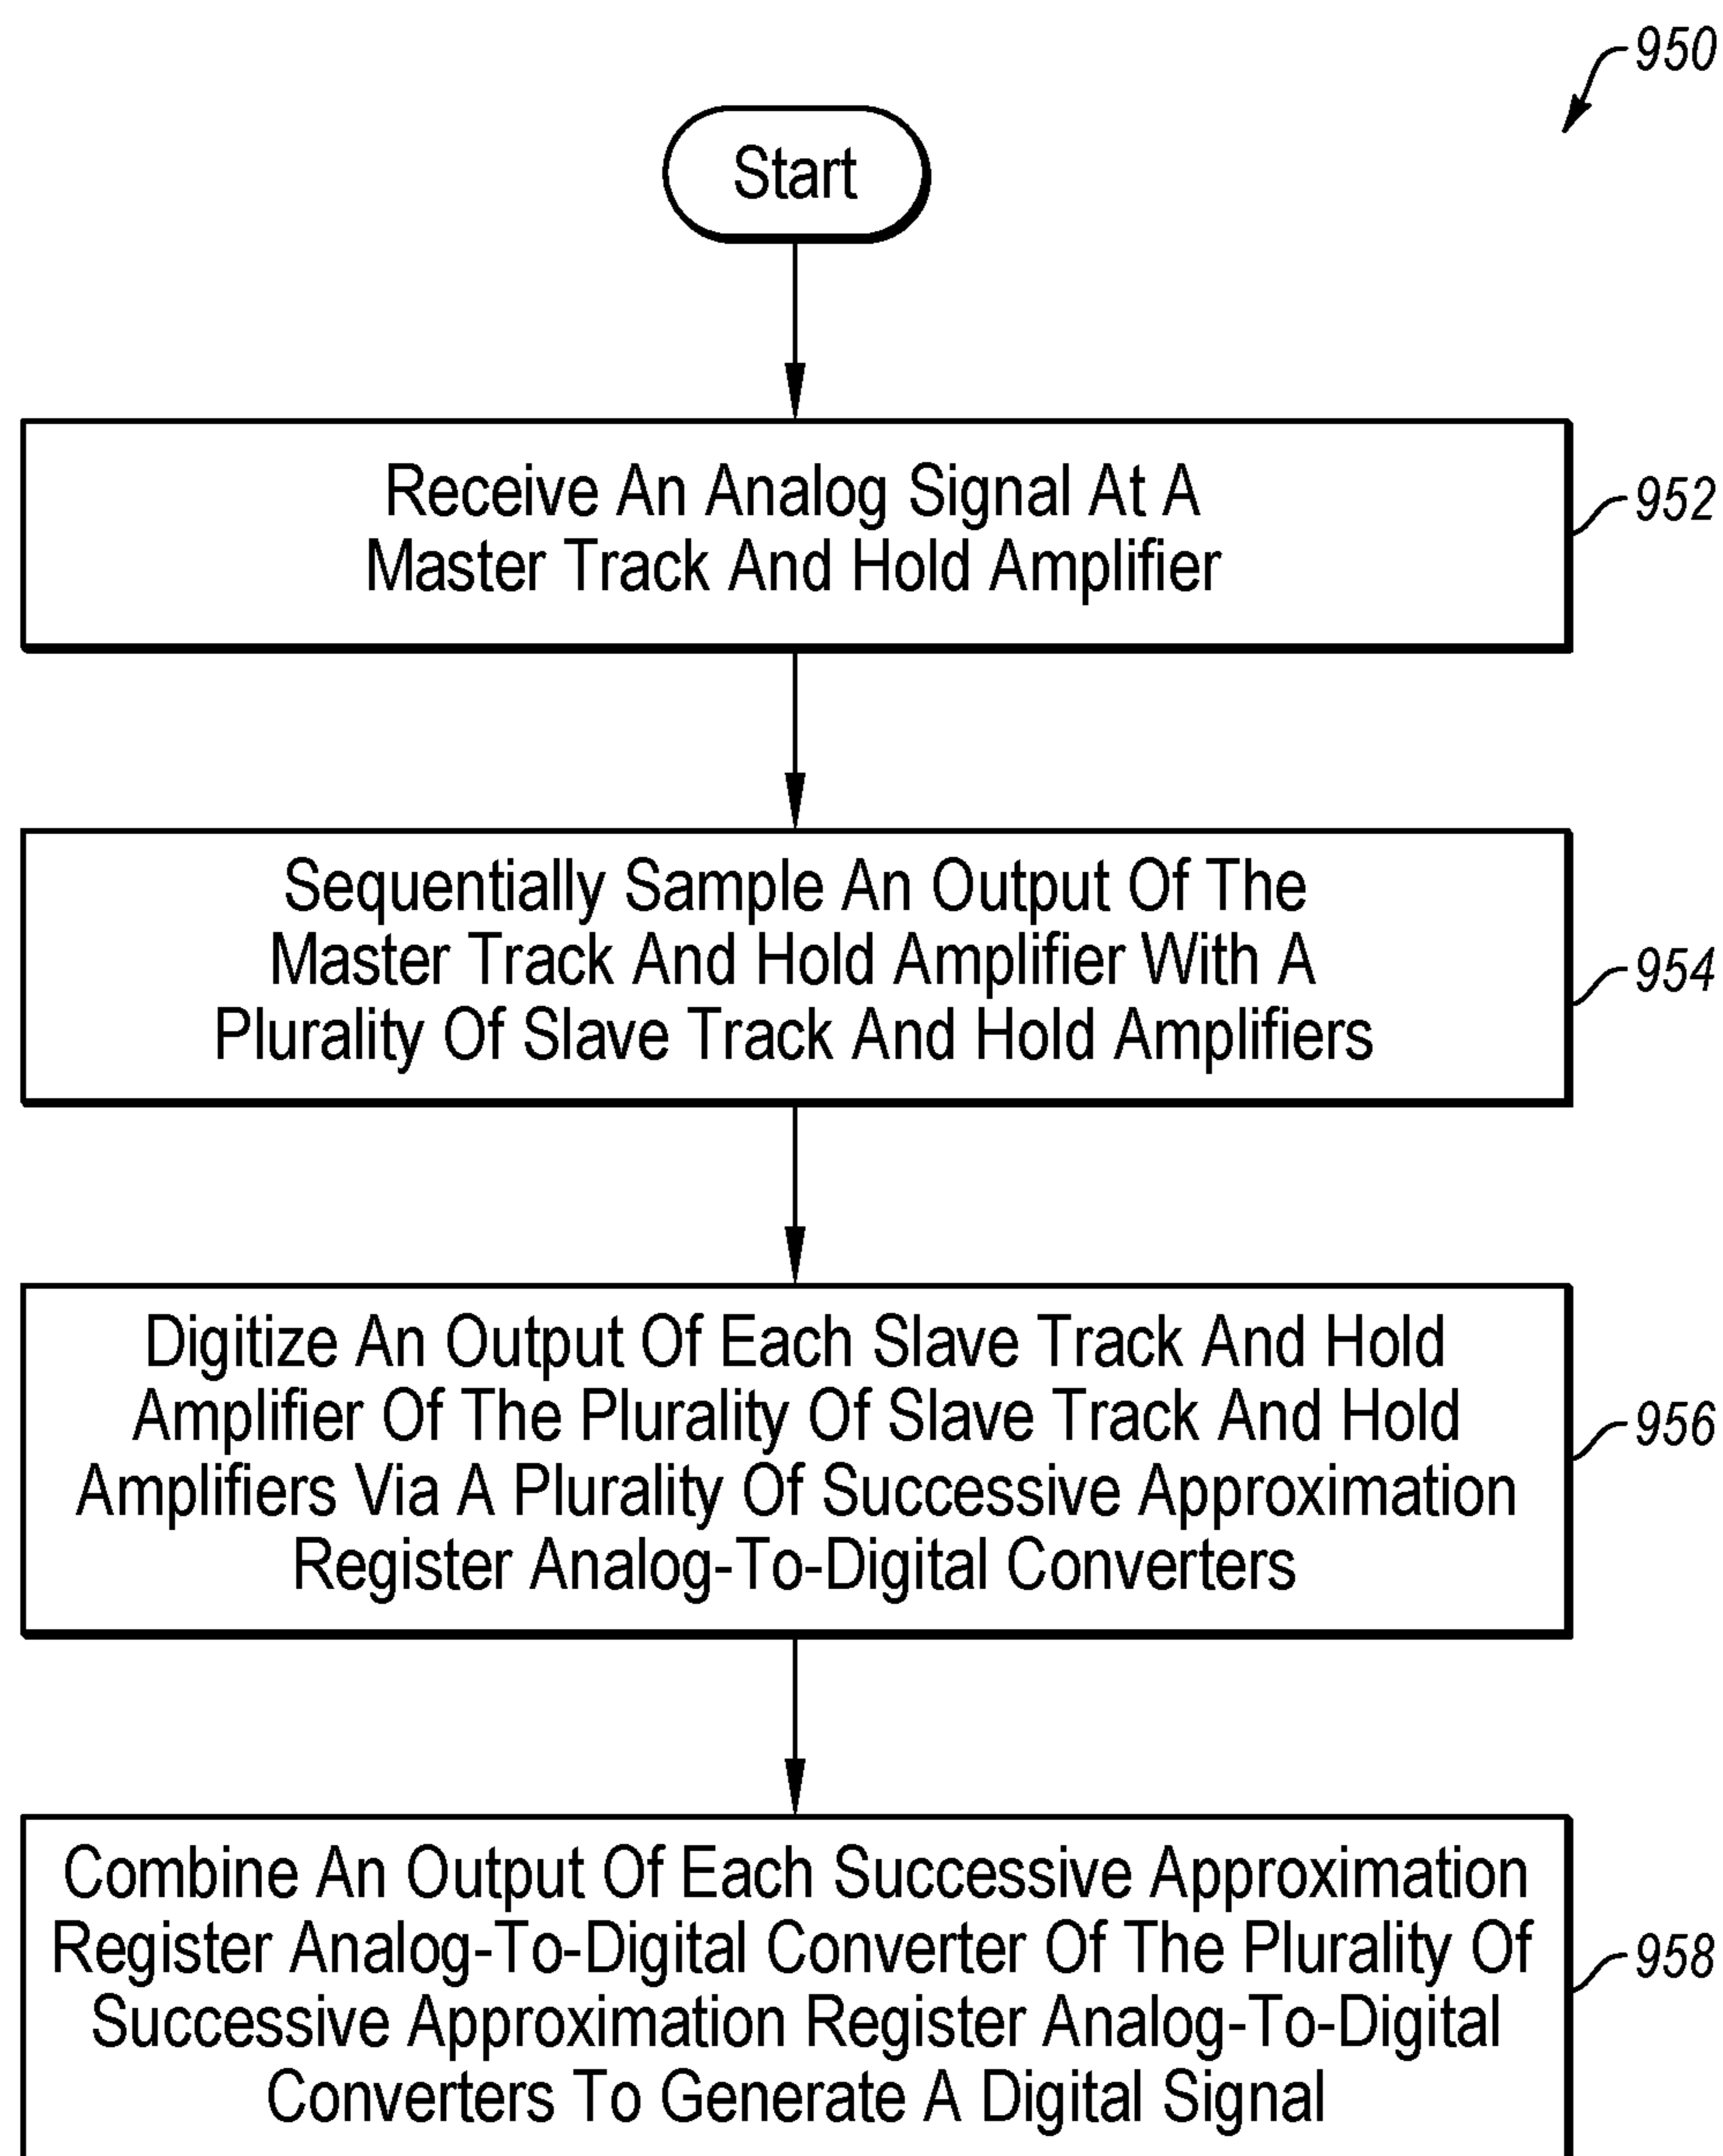 950
Start
Receive An Analog Signal At A
Master Track And Hold Amplifier
952
Sequentially Sample An Output Of The
Master Track And Hold Amplifier With A
Plurality Of Slave Track And Hold Amplifiers
954
Digitize An Output Of Each Slave Track And Hold
Amplifier Of The Plurality Of Slave Track And Hold
Amplifiers Via A Plurality Of Successive Approximation
Register Analog-To-Digital Converters
956
Combine An Output Of Each Successive Approximation
Register Analog-To-Digital Converter Of The Plurality Of
Successive Approximation Register Analog-To-Digital
Converters To Generate A Digital Signal
958